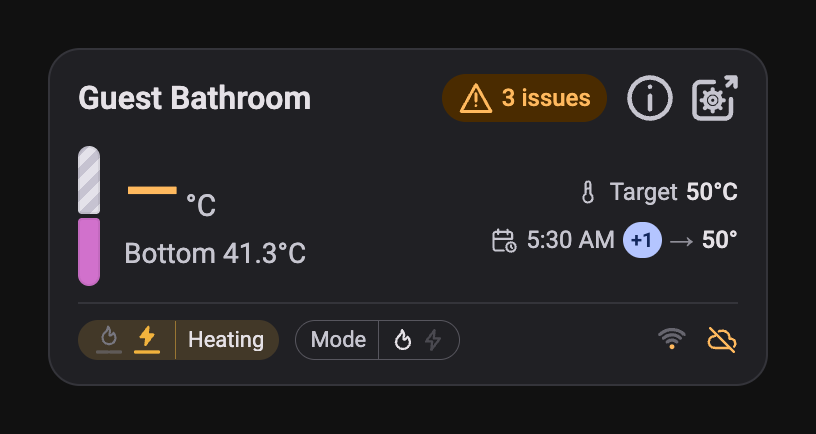 Guest Bathroom
3 issues
— °C
Target 50°C
Bottom 41.3°C
5:30 AM +1 → 50°
Heating
Mode